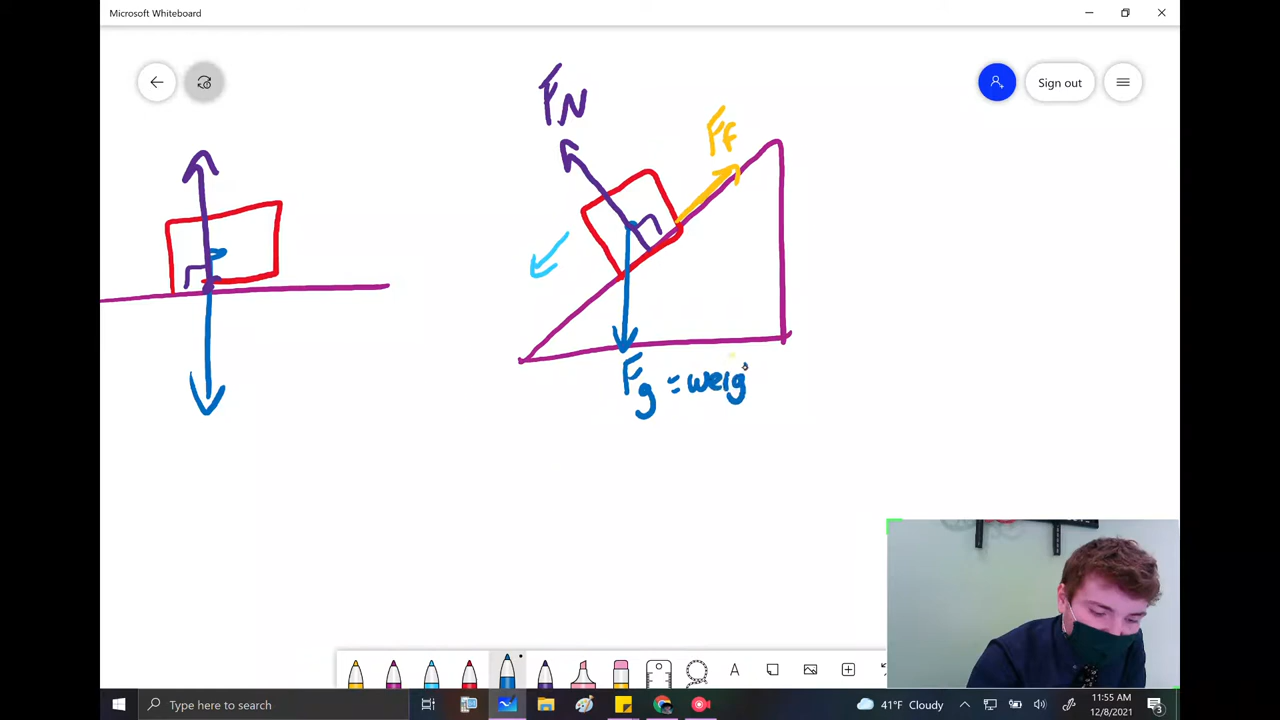 Microsoft Whiteboard
Sign out
FN
Ff
Fg = weig
A
Type here to search
41°F Cloudy
11:55 AM
12/8/2021
3